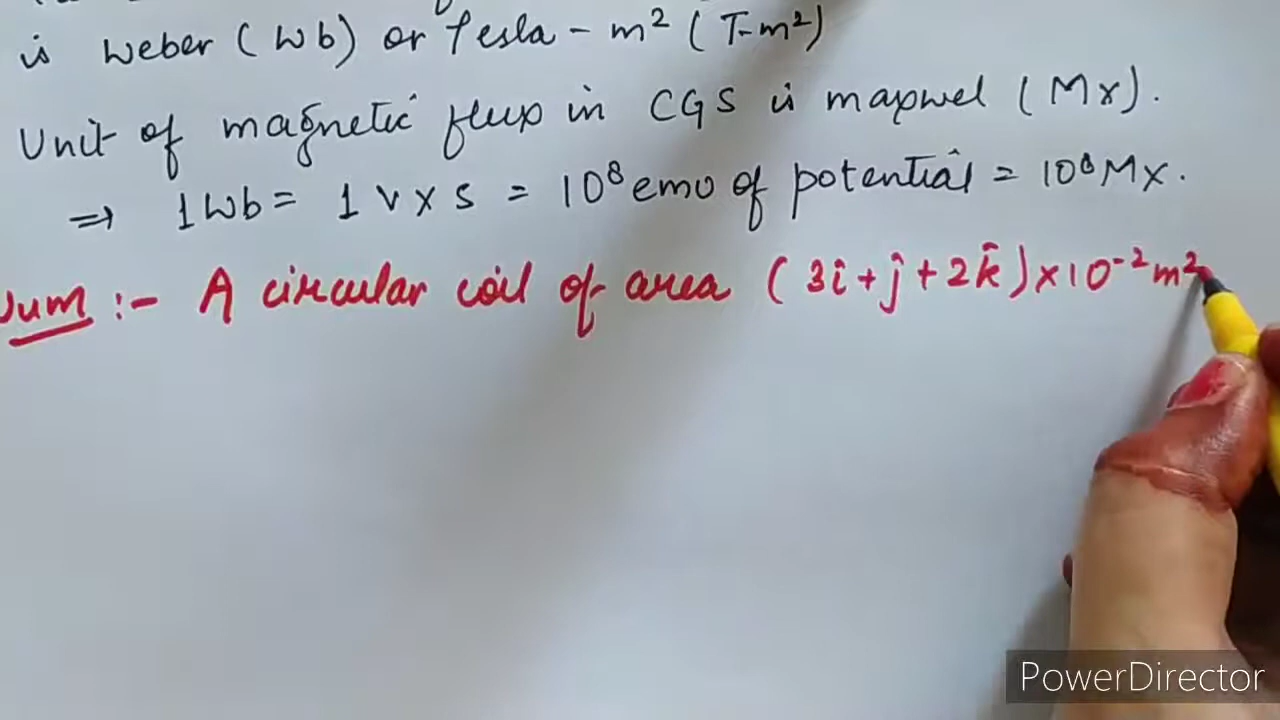 is weber (Wb) or Tesla - m² (T-m²)
Unit of magnetic flux in CGS is maxwel (Mx).
⇒ 1Wb = 1 V x S = 10⁸ emu of potential = 10⁸ Mx.
Sum :- A circular coil of area (3î + ĵ + 2k̂) x 10⁻² m²
PowerDirector